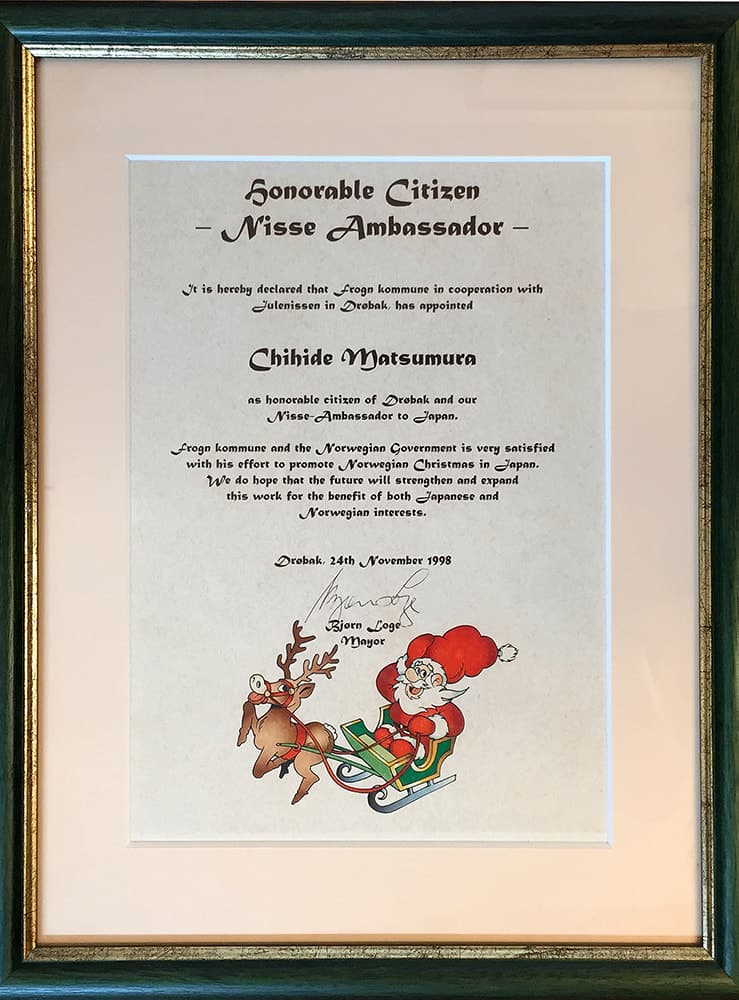 Honorable Citizen
– Nisse Ambassador –
It is hereby declared that Frogn kommune in cooperation with
Julenissen in Drøbak, has appointed
Chihide Matsumura
as honorable citizen of Drøbak and our
Nisse-Ambassador to Japan.
Frogn kommune and the Norwegian Government is very satisfied
with his effort to promote Norwegian Christmas in Japan.
We do hope that the future will strengthen and expand
this work for the benefit of both Japanese and
Norwegian interests.
Drøbak, 24th November 1998
Bjørn Loge
Mayor